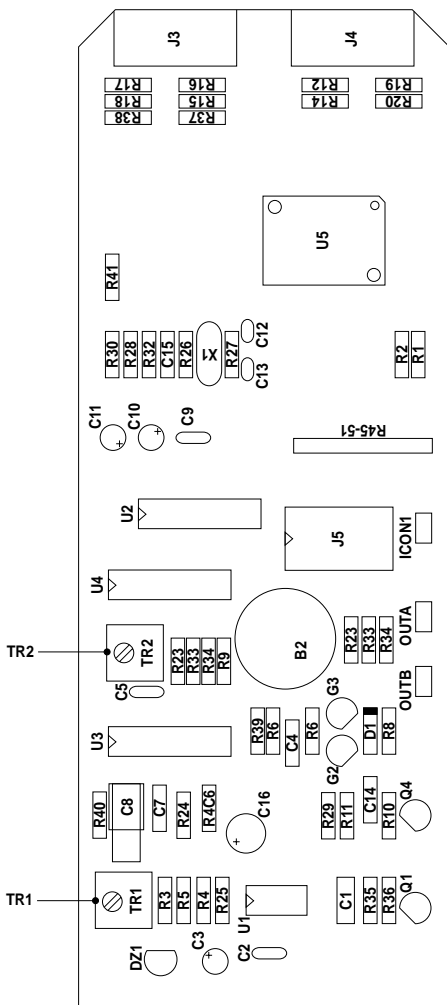 J3
J4
R17
R16
R12
R19
R18
R15
R14
R20
R38
R37
U5
R41
R30
R28
R32
C15
R26
X1
R27
C12
C13
R2
R1
C11
C10
C9
R45-51
U2
J5
ICON1
U4
TR2
TR2
R23
R33
R34
R9
B2
R23
R33
R34
OUTA
C5
OUTB
U3
R39
R6
C4
R6
G3
G2
D1
R8
R40
C8
C7
R24
R4
C6
C16
R29
R11
C14
R10
Q4
TR1
TR1
R3
R5
R4
R25
U1
C1
R35
R36
Q1
DZ1
C3
C2